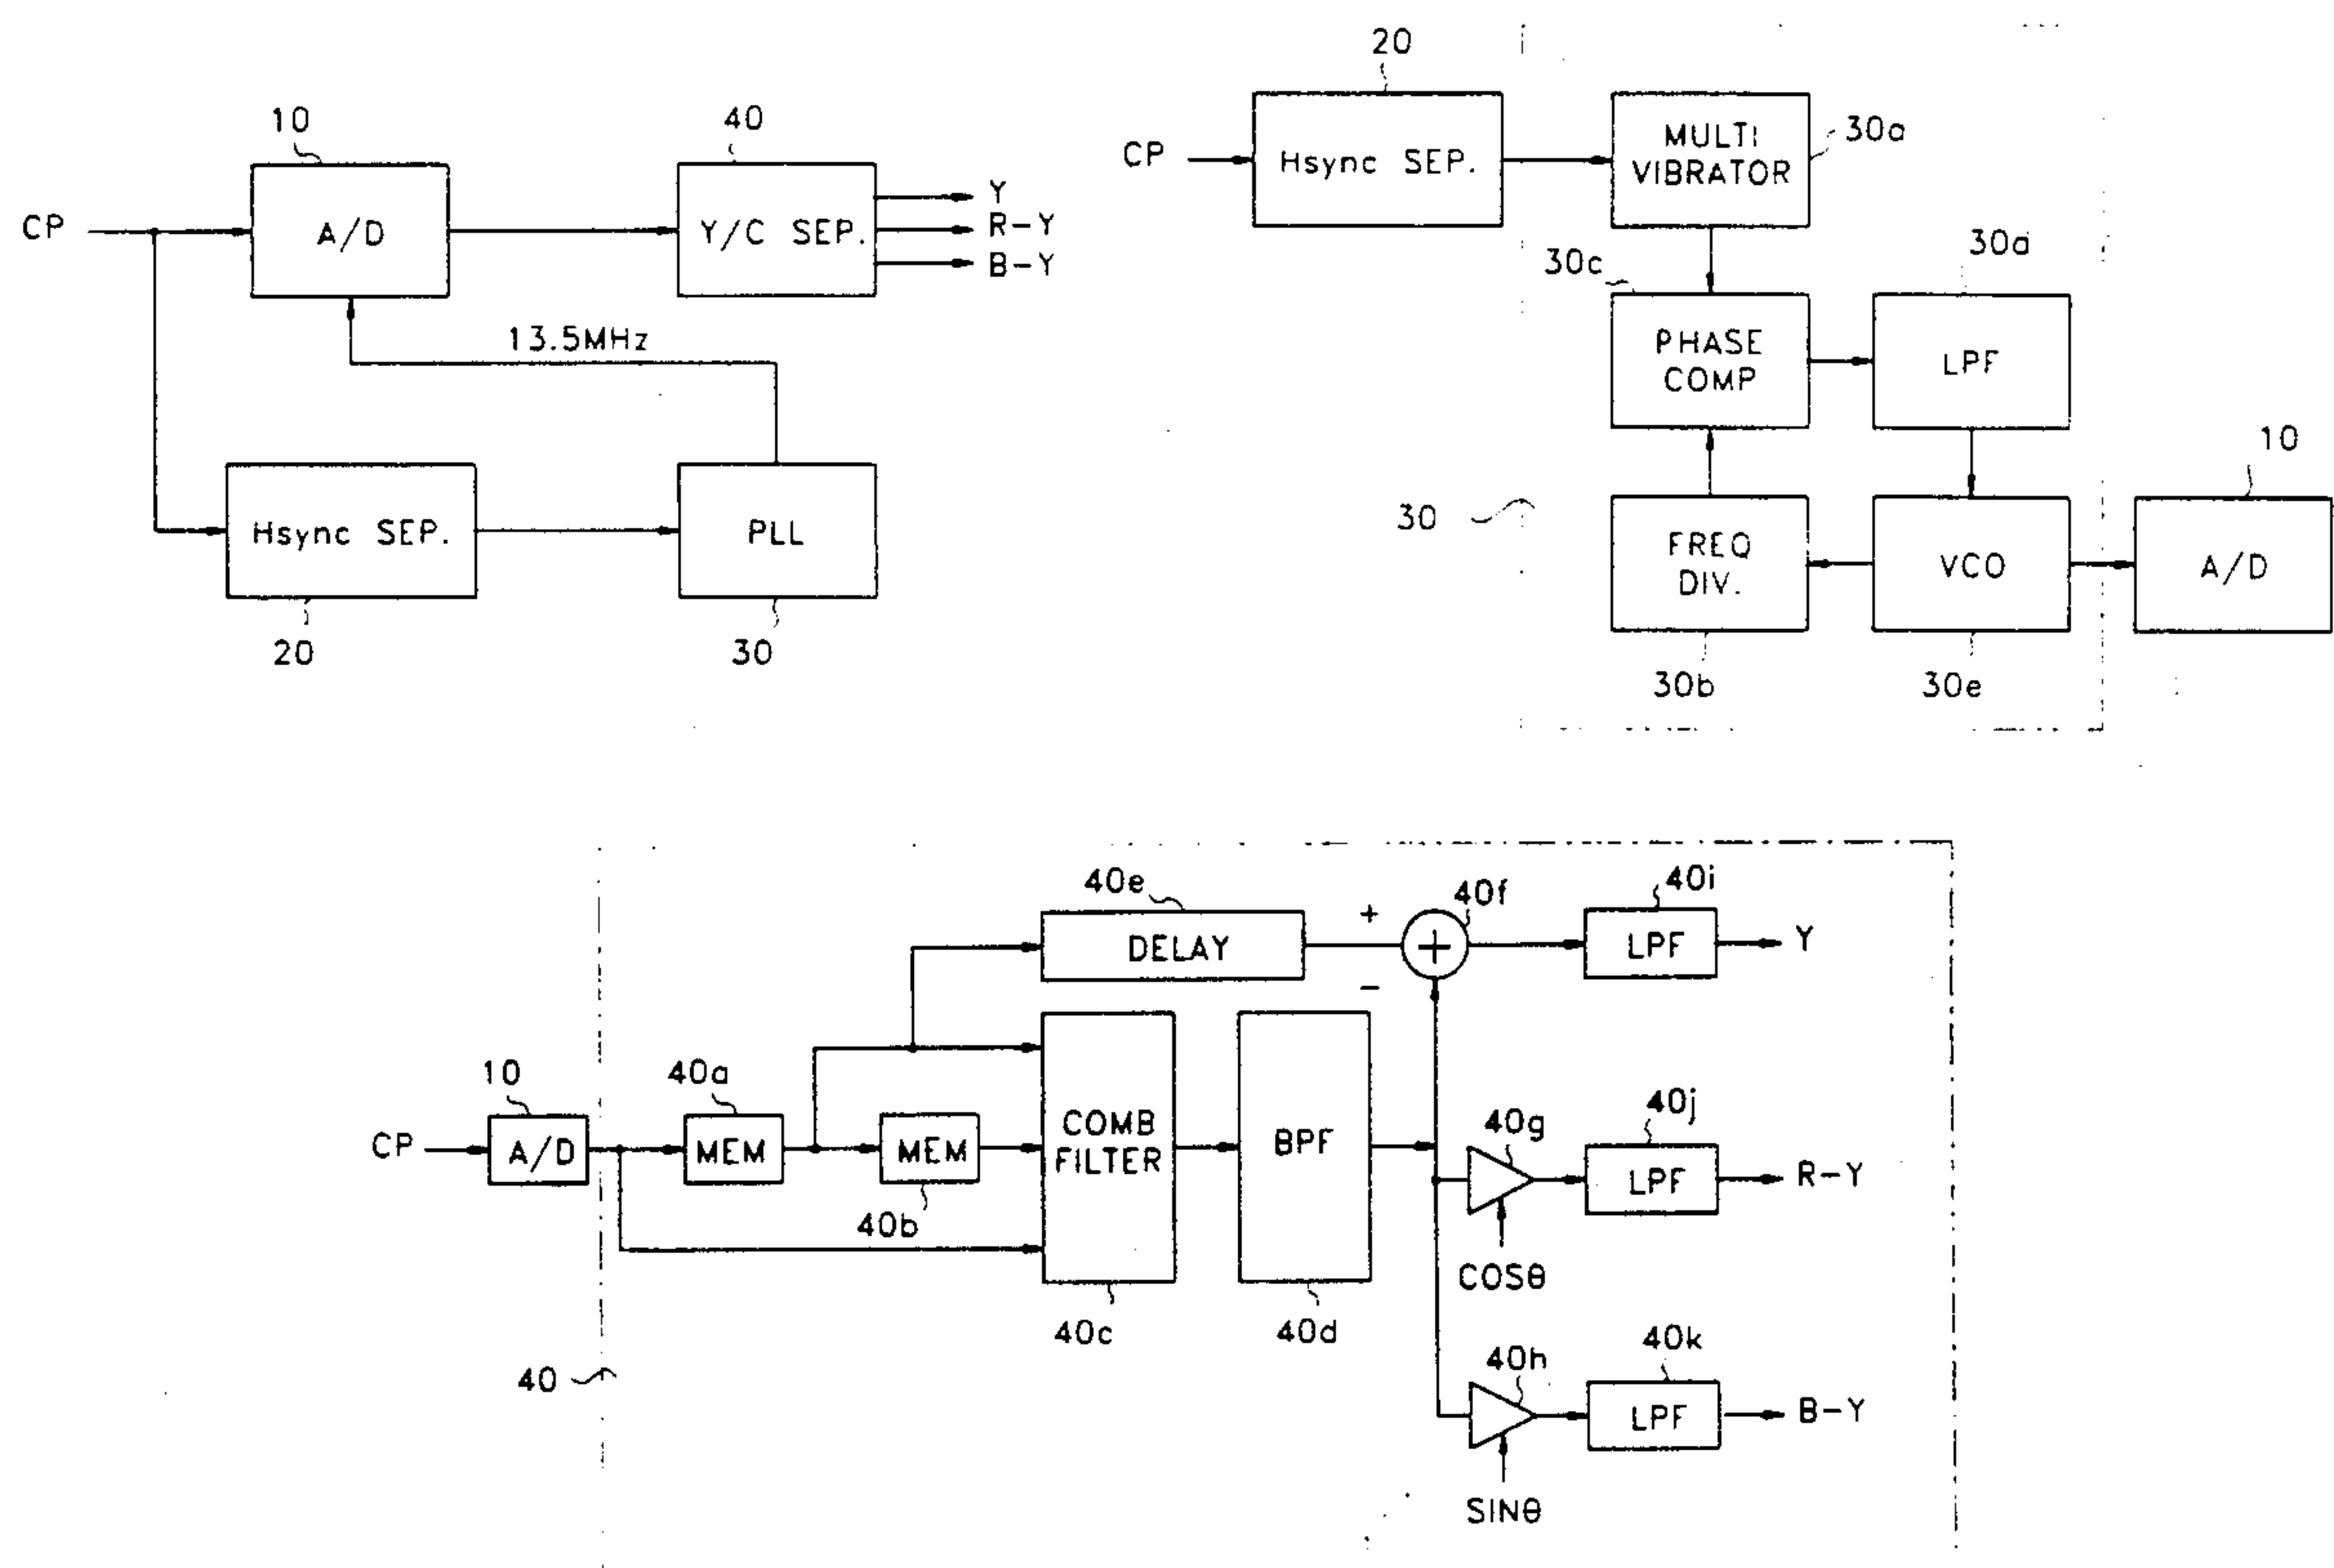 10
40
CP
A/D
Y/C SEP.
Y
R-Y
B-Y
13.5MHz
Hsync SEP.
PLL
20
30
20
CP
Hsync SEP.
MULTI
VIBRATOR
30a
30c
30d
PHASE
COMP
LPF
10
30
FREQ
DIV.
VCO
A/D
30b
30e
40e
+
40f
40i
DELAY
+
LPF
Y
-
10
40a
CP
A/D
MEM
MEM
COMB
FILTER
BPF
40g
40j
LPF
R-Y
40b
COSθ
40c
40d
40
40h
40k
LPF
B-Y
SINθ